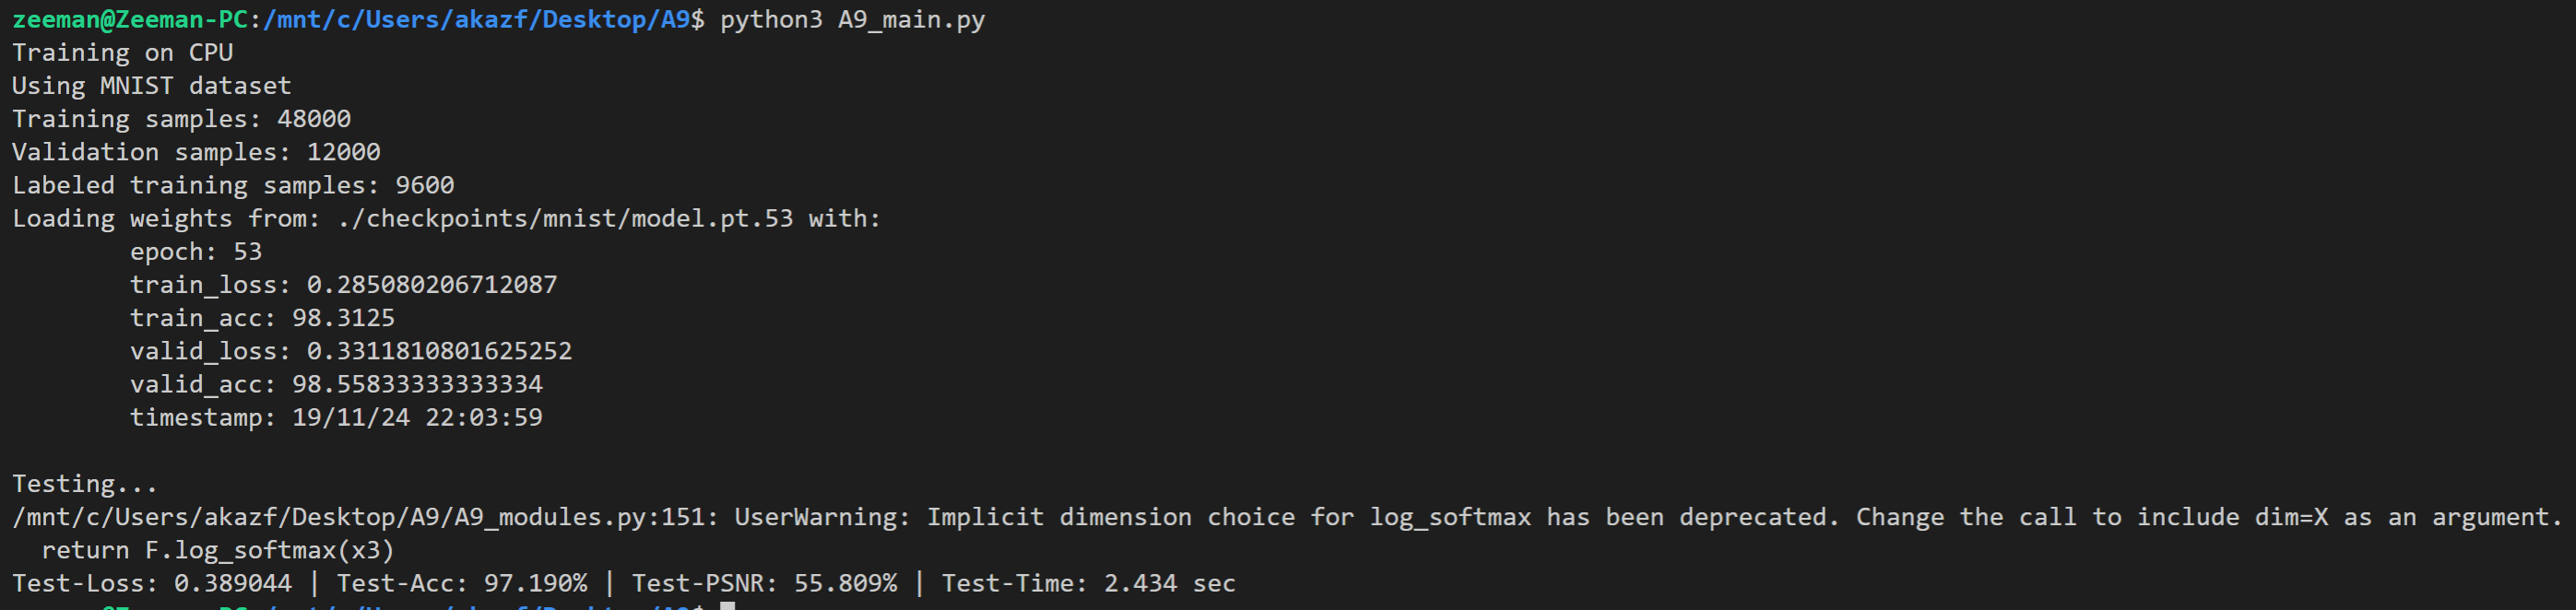 zeeman@Zeeman-PC:/mnt/c/Users/akazf/Desktop/A9$ python3 A9_main.py
Training on CPU
Using MNIST dataset
Training samples: 48000
Validation samples: 12000
Labeled training samples: 9600
Loading weights from: ./checkpoints/mnist/model.pt.53 with:
        epoch: 53
        train_loss: 0.285080206712087
        train_acc: 98.3125
        valid_loss: 0.3311810801625252
        valid_acc: 98.55833333333334
        timestamp: 19/11/24 22:03:59
Testing...
/mnt/c/Users/akazf/Desktop/A9/A9_modules.py:151: UserWarning: Implicit dimension choice for log_softmax has been deprecated. Change the call to include dim=X as an argument.
  return F.log_softmax(x3)
Test-Loss: 0.389044 | Test-Acc: 97.190% | Test-PSNR: 55.809% | Test-Time: 2.434 sec